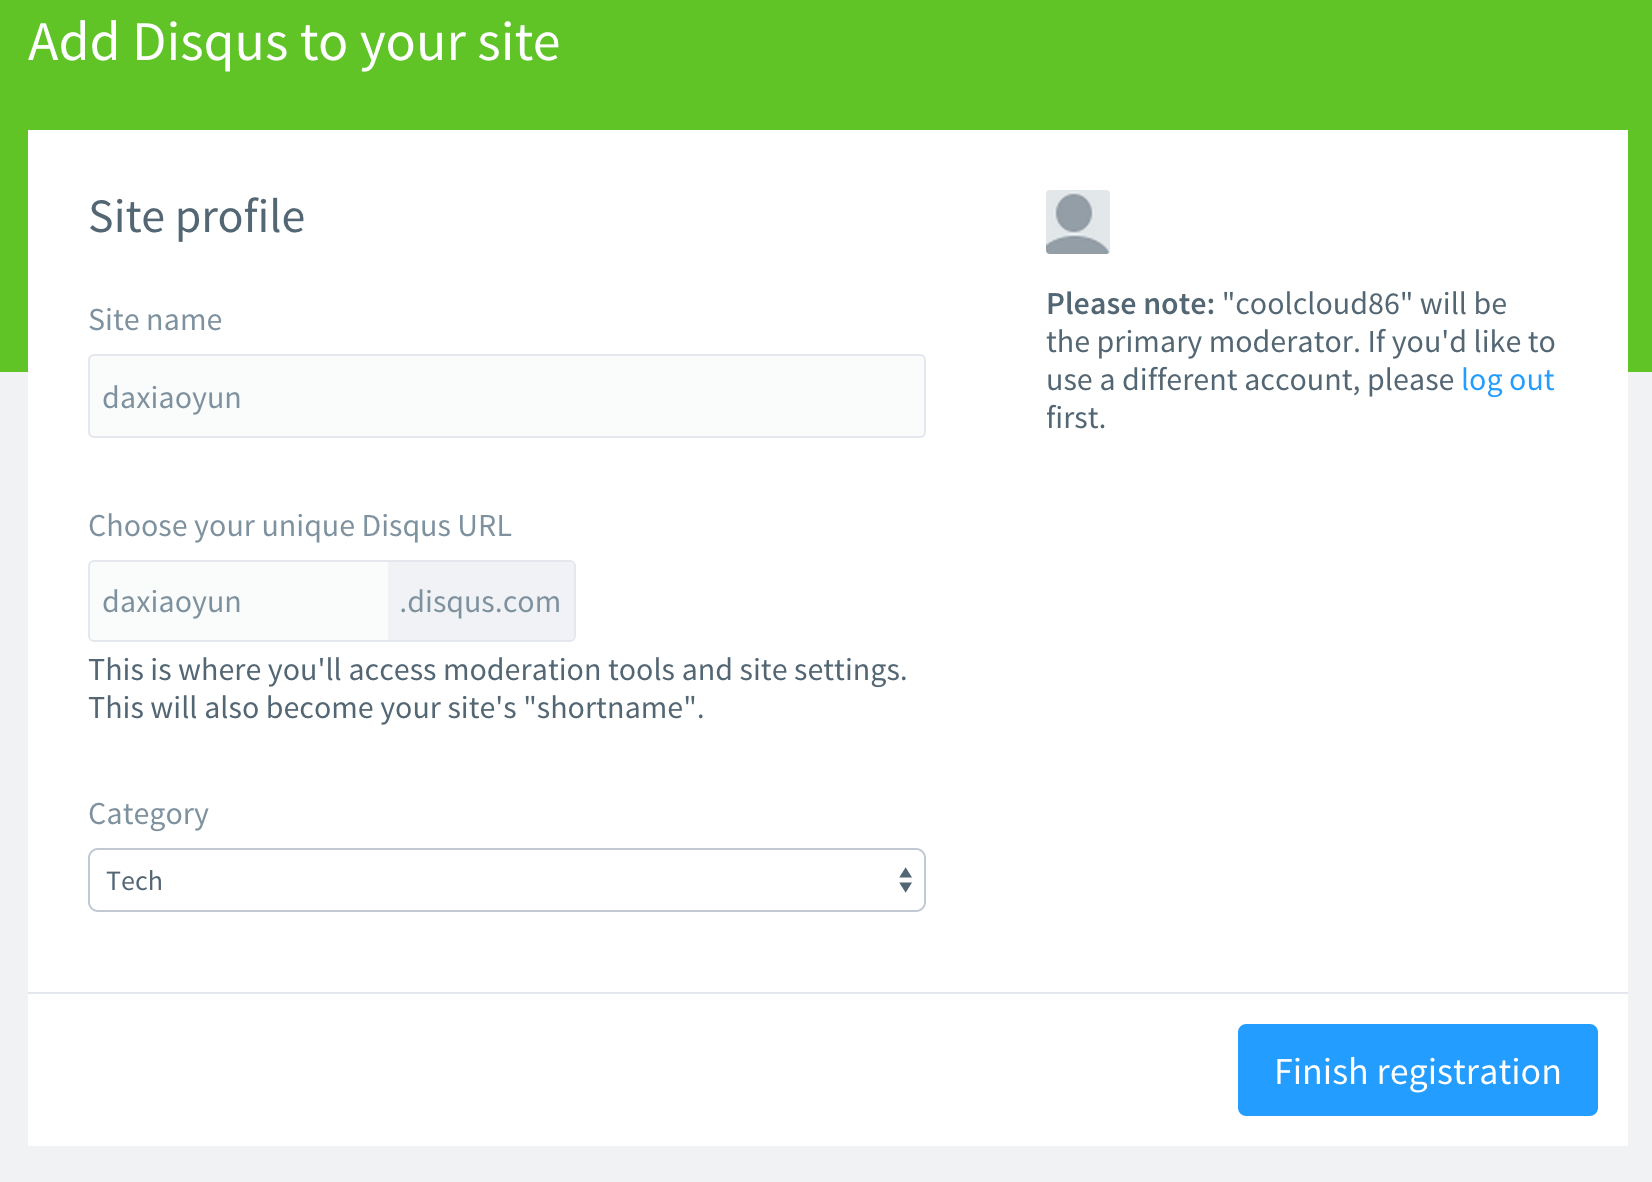 Add Disqus to your site
Site profile
Site name
daxiaoyun
Choose your unique Disqus URL
daxiaoyun .disqus.com
This is where you'll access moderation tools and site settings.
This will also become your site's "shortname".
Category
Tech
Please note: "coolcloud86" will be
the primary moderator. If you'd like to
use a different account, please log out
first.
Finish registration